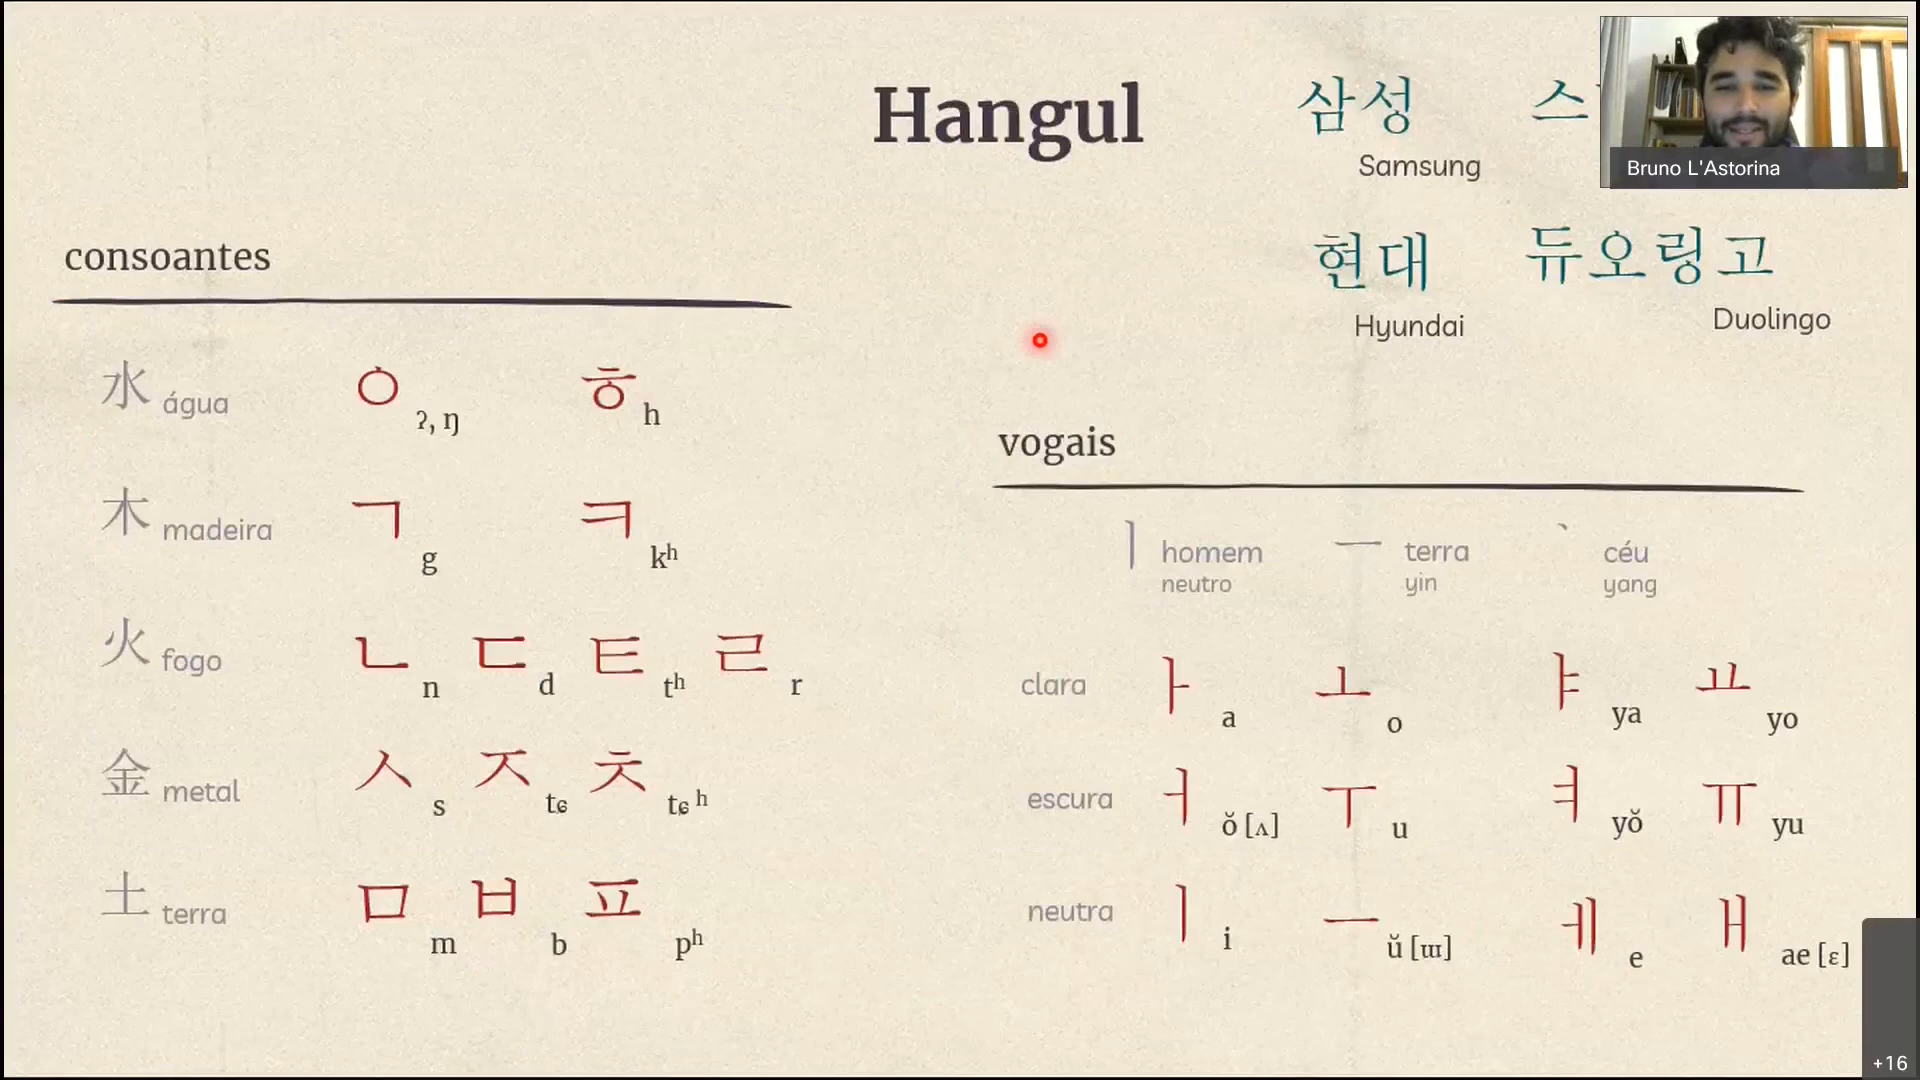 Hangul
삼성
Samsung
스
Bruno L'Astorina
현대
Hyundai
듀오링고
Duolingo
consoantes
水 água ㅇ ʔ, ŋ ㅎ h
木 madeira ㄱ g ㅋ kʰ
火 fogo ㄴ n ㄷ d ㅌ tʰ ㄹ r
金 metal ㅅ s ㅈ tɕ ㅊ tɕʰ
土 terra ㅁ m ㅂ b ㅍ pʰ
vogais
ㅣ homem ㅡ terra ㆍ céu
neutro yin yang
clara ㅏ a ㅗ o ㅑ ya ㅛ yo
escura ㅓ ŏ [ʌ] ㅜ u ㅕ yŏ ㅠ yu
neutra ㅣ i ㅡ ŭ [ɯ] ㅔ e ㅐ ae [ɛ]
+16